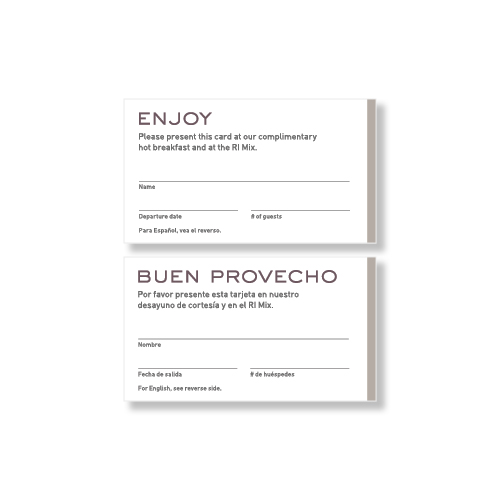 ENJOY
Please present this card at our complimentary
hot breakfast and at the RI Mix.
Name
Departure date # of guests
Para Español, vea el reverso.
BUEN PROVECHO
Por favor presente esta tarjeta en nuestro
desayuno de cortesía y en el RI Mix.
Nombre
Fecha de salida # de huéspedes
For English, see reverse side.